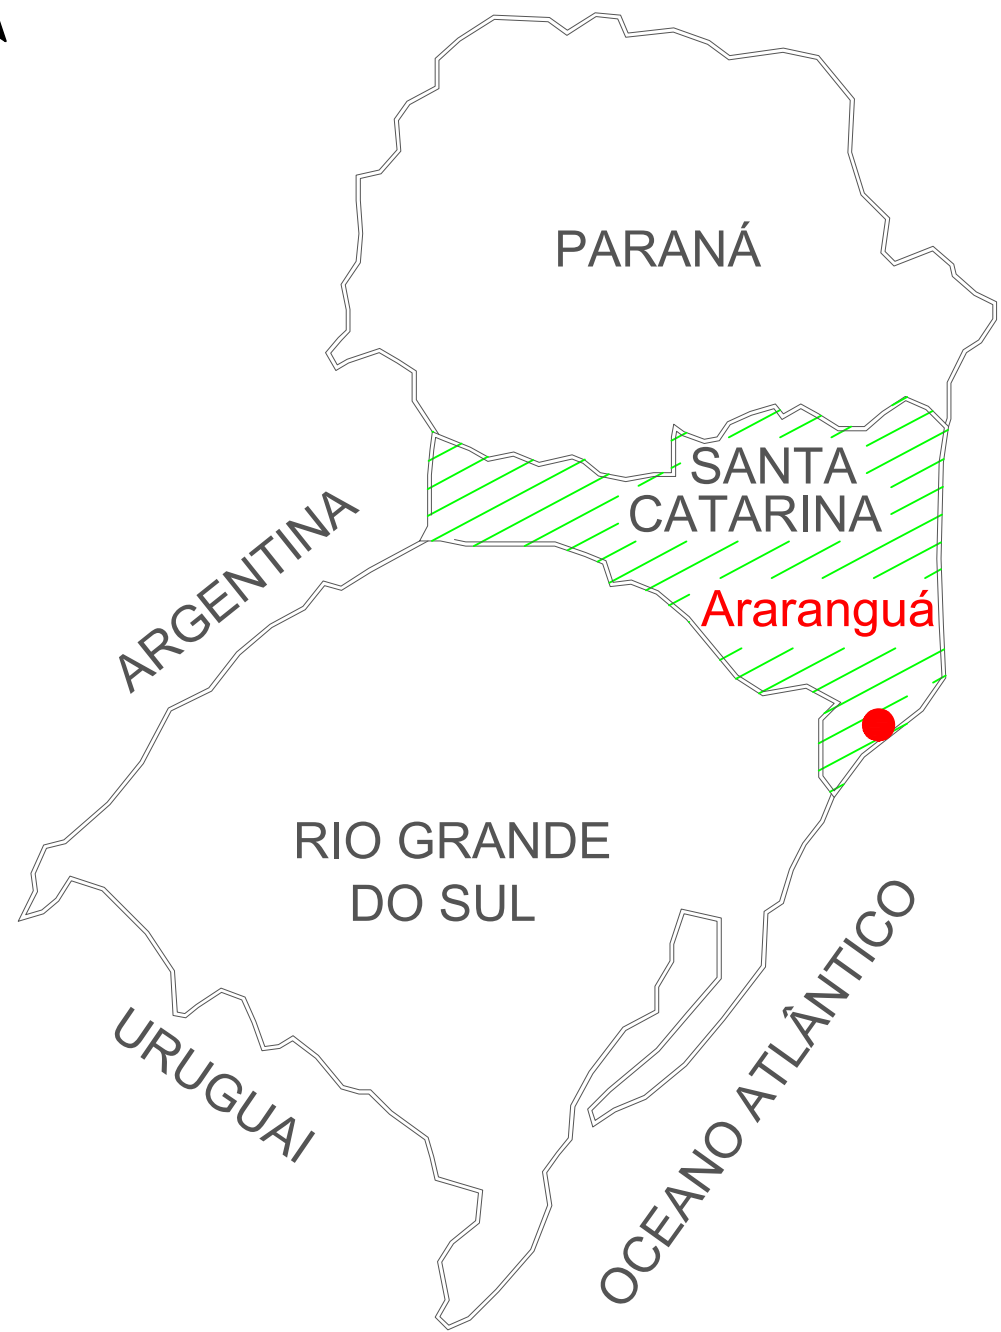 PARANÁ
SANTA
CATARINA
ARGENTINA
Araranguá
RIO GRANDE
DO SUL
URUGUAI
OCEANO ATLÂNTICO